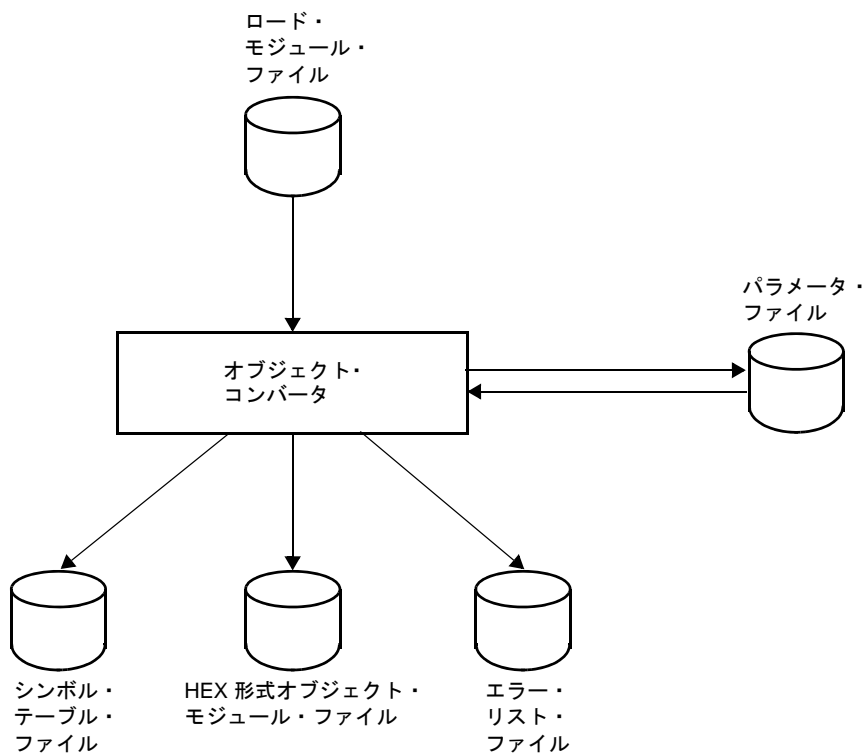 ロード・
モジュール・
ファイル
パラメータ・
ファイル
オブジェクト・
コンバータ
シンボル・
テーブル・
ファイル
HEX 形式オブジェクト・
モジュール・ファイル
エラー・
リスト・
ファイル